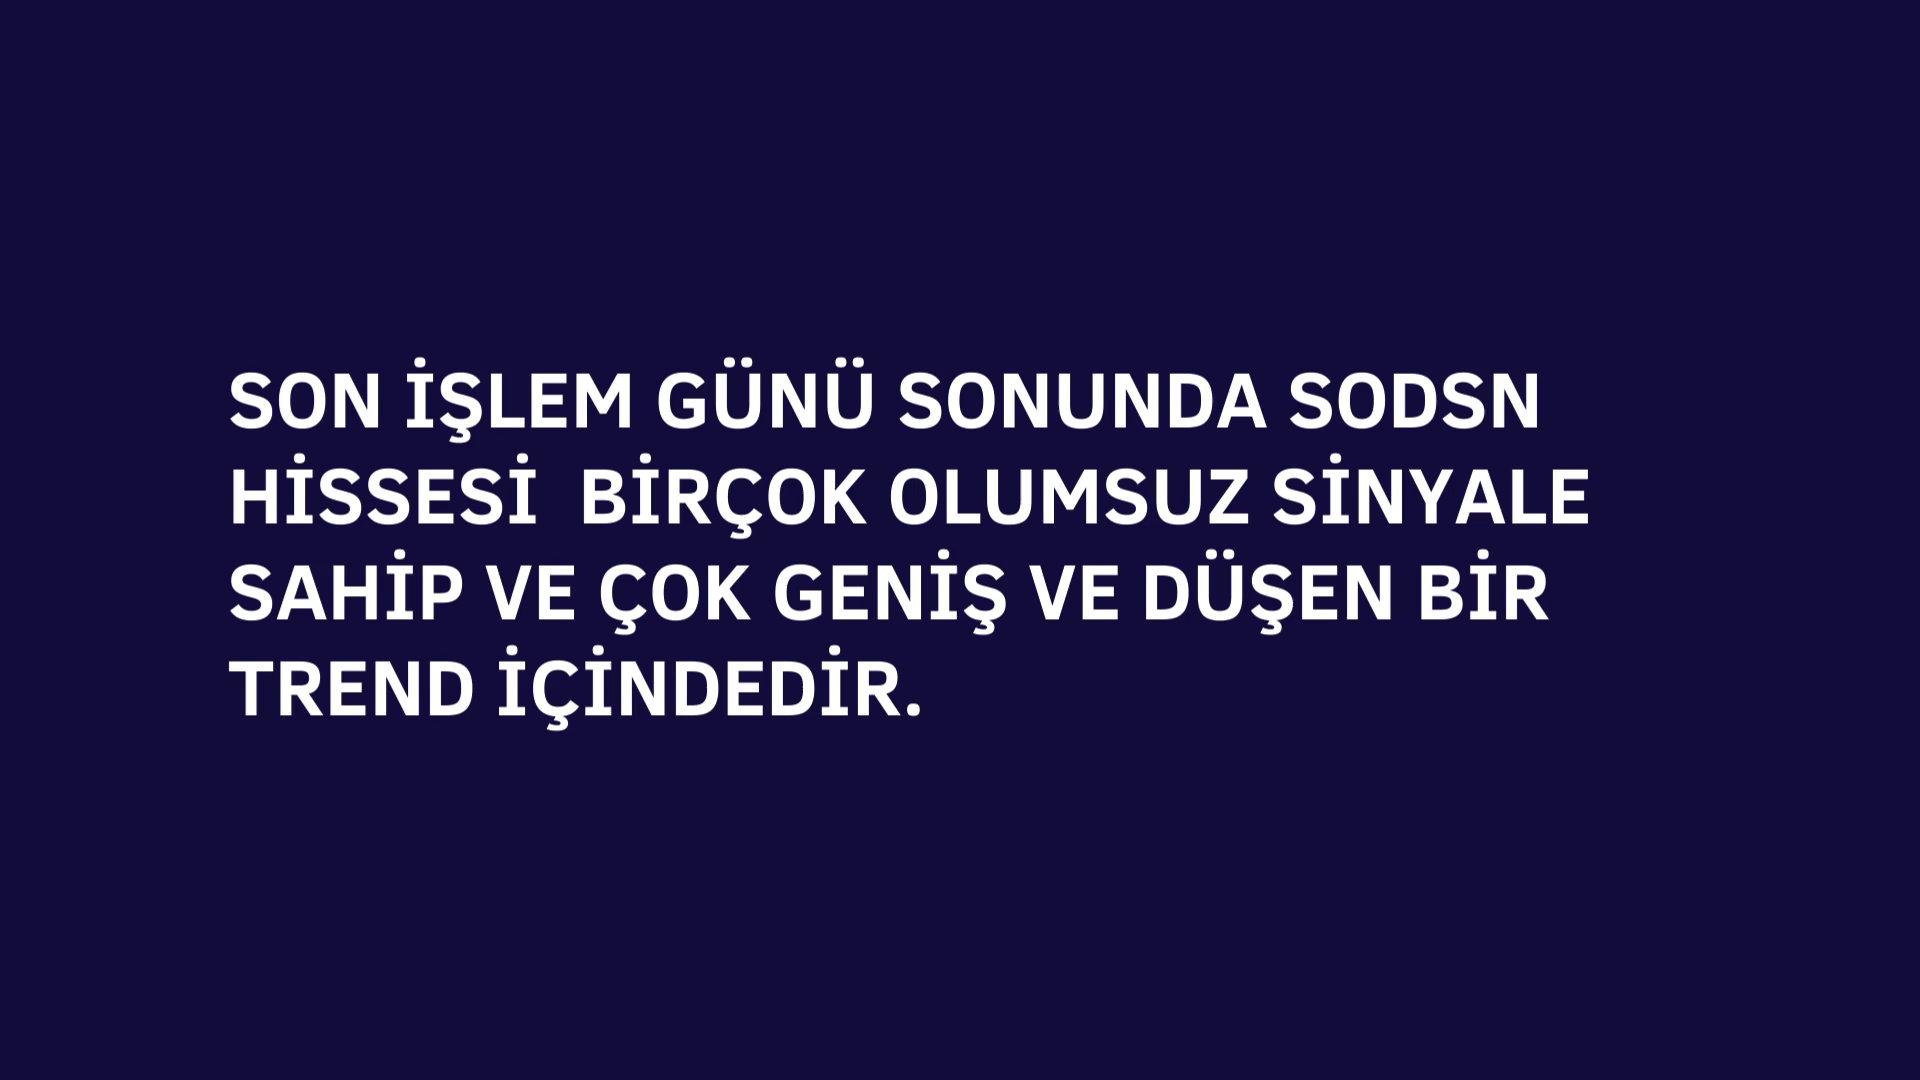 SON İŞLEM GÜNÜ SONUNDA SODSN
HİSSESİ  BİRÇOK OLUMSUZ SİNYALE
SAHİP VE ÇOK GENİŞ VE DÜŞEN BİR
TREND İÇİNDEDİR.